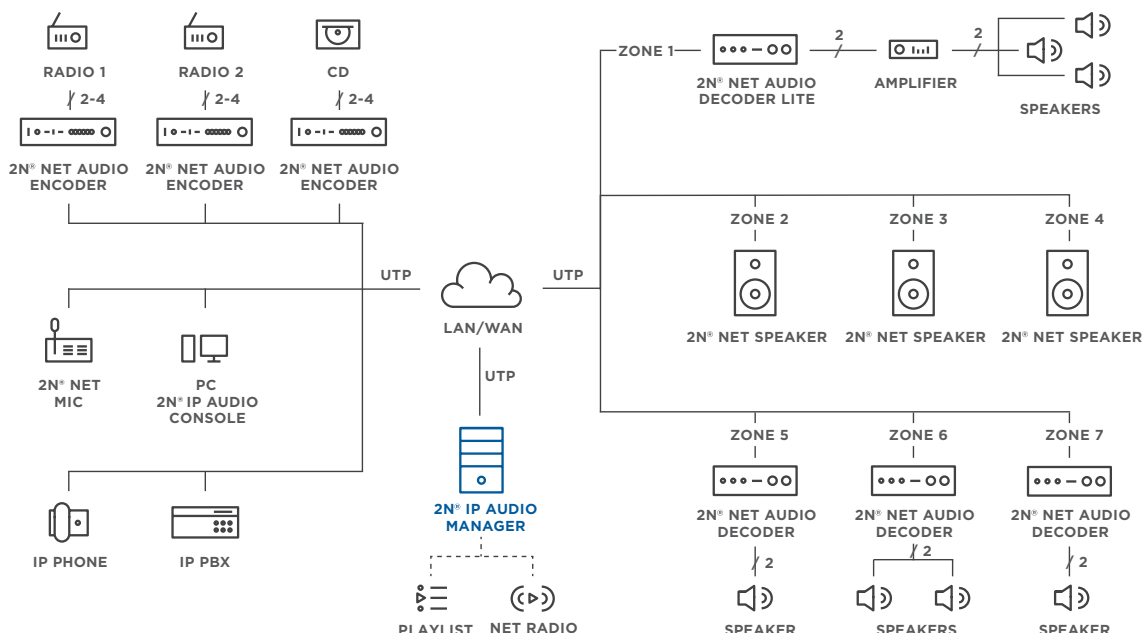 RADIO 1
RADIO 2
CD
2-4
2-4
2-4
2N® NET AUDIO
ENCODER
2N® NET AUDIO
ENCODER
2N® NET AUDIO
ENCODER
UTP
2N® NET
MIC
PC
2N® IP AUDIO
CONSOLE
IP PHONE
IP PBX
LAN/WAN
UTP
2N® IP AUDIO
MANAGER
PLAYLIST
NET RADIO
UTP
ZONE 1
2N® NET AUDIO
DECODER LITE
2
AMPLIFIER
2
SPEAKERS
ZONE 2
ZONE 3
ZONE 4
2N® NET SPEAKER
2N® NET SPEAKER
2N® NET SPEAKER
ZONE 5
ZONE 6
ZONE 7
2N® NET AUDIO
DECODER
2N® NET AUDIO
DECODER
2N® NET AUDIO
DECODER
2
2
2
SPEAKER
SPEAKERS
SPEAKER